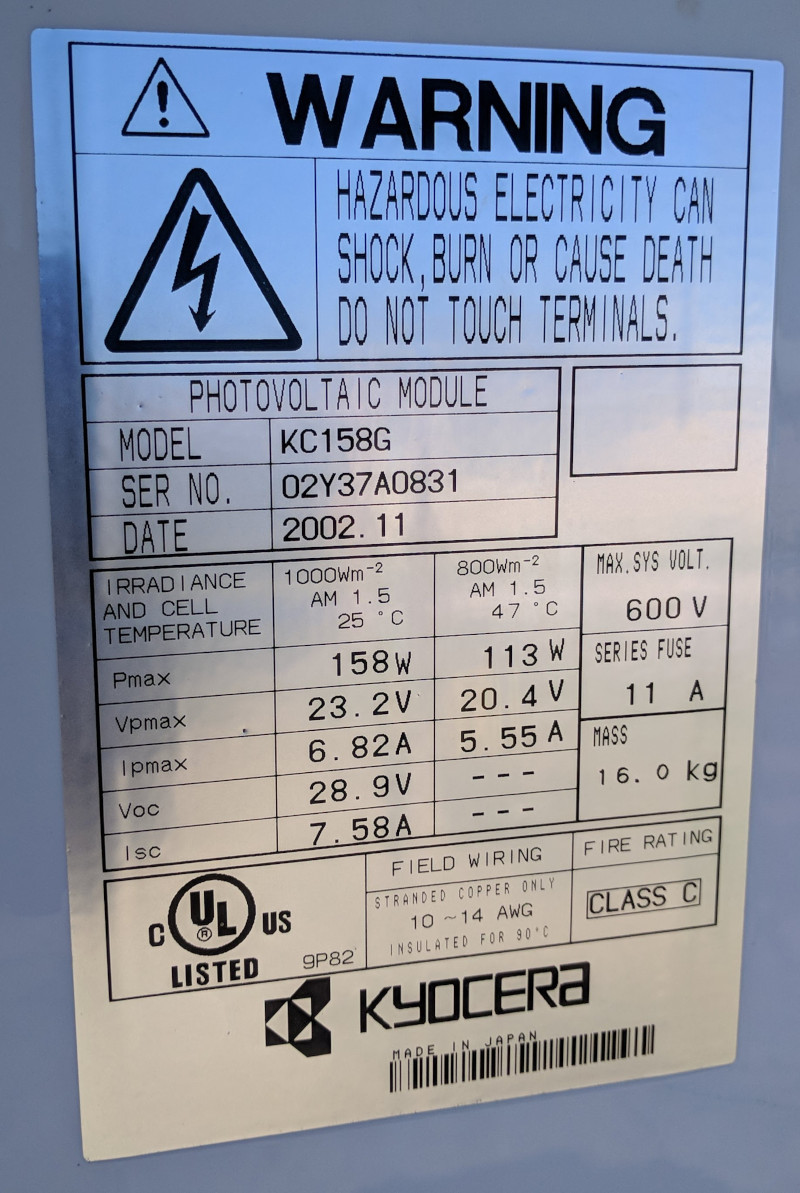 WARNING
HAZARDOUS ELECTRICITY CAN
SHOCK, BURN OR CAUSE DEATH
DO NOT TOUCH TERMINALS.
PHOTOVOLTAIC MODULE
MODEL KC158G
SER NO. 02Y37A0831
DATE 2002.11
IRRADIANCE AND CELL TEMPERATURE
1000Wm⁻² AM 1.5 25 °C
800Wm⁻² AM 1.5 47 °C
Pmax 158W 113 W
Vpmax 23.2V 20.4 V
Ipmax 6.82A 5.55 A
Voc 28.9V ---
Isc 7.58A ---
MAX.SYS VOLT.
600 V
SERIES FUSE
11 A
MASS
16.0 kg
C UL ® US
LISTED 9P82
FIELD WIRING
STRANDED COPPER ONLY
10 ~14 AWG
INSULATED FOR 90°C
FIRE RATING
CLASS C
KYOCERA
MADE IN JAPAN